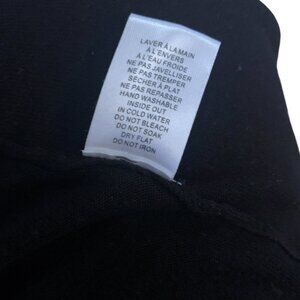 LAVER À LA MAIN
À L'ENVERS
À L'EAU FROIDE
NE PAS JAVELLISER
NE PAS TREMPER
SÉCHER À PLAT
NE PAS REPASSER
HAND WASHABLE
INSIDE OUT
IN COLD WATER
DO NOT BLEACH
DO NOT SOAK
DRY FLAT
DO NOT IRON